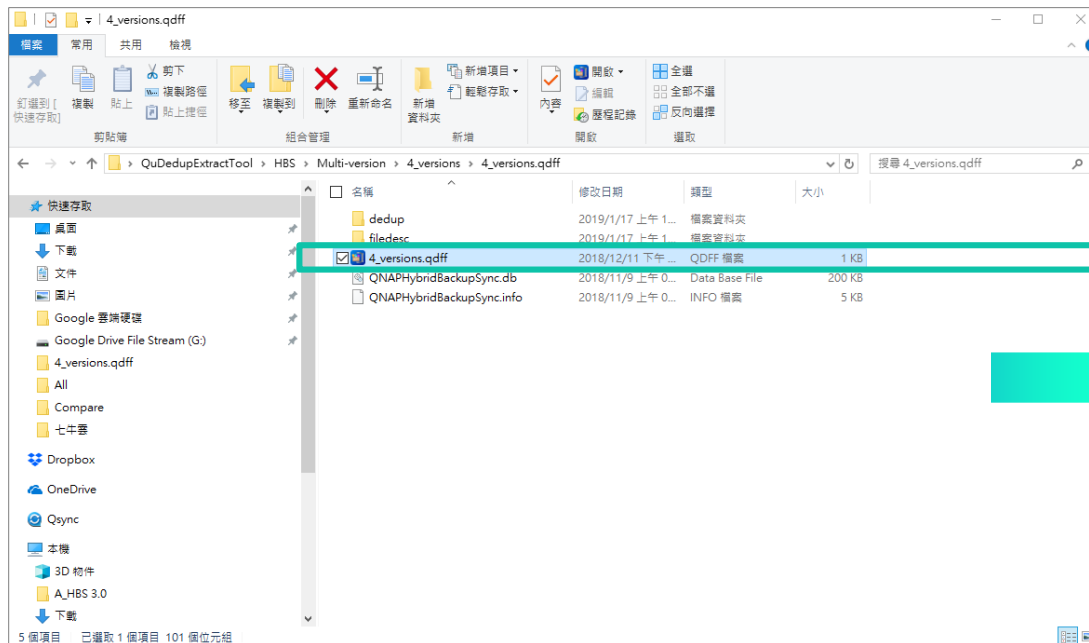 4_versions.qdff
檔案 常用 共用 檢視
釘選到 [快速存取] 複製 貼上 剪下 複製路徑 貼上捷徑 移至 複製到 刪除 重新命名 新增資料夾 新增項目 輕鬆存取 內容 開啟 編輯 歷程記錄 全選 全部不選 反向選擇
剪貼簿 組合管理 新增 開啟 選取
QuDedupExtractTool > HBS > Multi-version > 4_versions > 4_versions.qdff 搜尋 4_versions.qdff
名稱 修改日期 類型 大小
dedup 2019/1/17 上午 1... 檔案資料夾
filedesc 2019/1/17 上午 1... 檔案資料夾
4_versions.qdff 2018/12/11 下午 ... QDFF 檔案 1 KB
QNAPHybridBackupSync.db 2018/11/9 上午 0... Data Base File 200 KB
QNAPHybridBackupSync.info 2018/11/9 上午 0... INFO 檔案 5 KB
快速存取
桌面
下載
文件
圖片
Google 雲端硬碟
Google Drive File Stream (G:)
4_versions.qdff
All
Compare
七牛雲
Dropbox
OneDrive
Qsync
本機
3D 物件
A_HBS 3.0
下載
5 個項目 已選取 1 個項目 101 個位元組